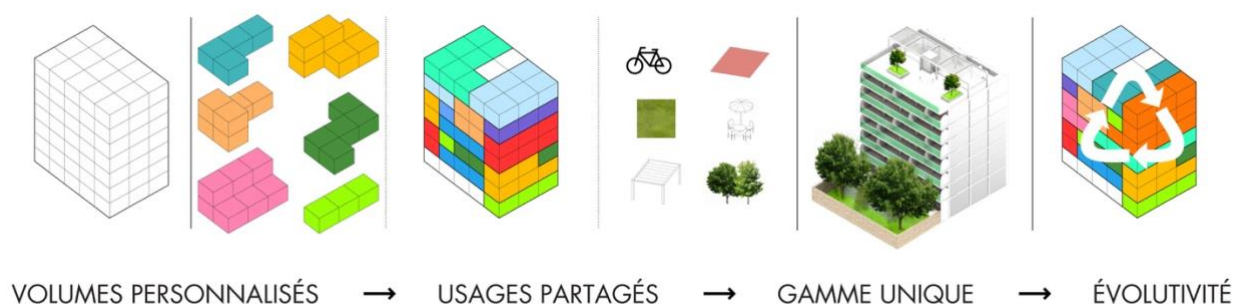 VOLUMES PERSONNALISÉS → USAGES PARTAGÉS → GAMME UNIQUE → ÉVOLUTIVITÉ